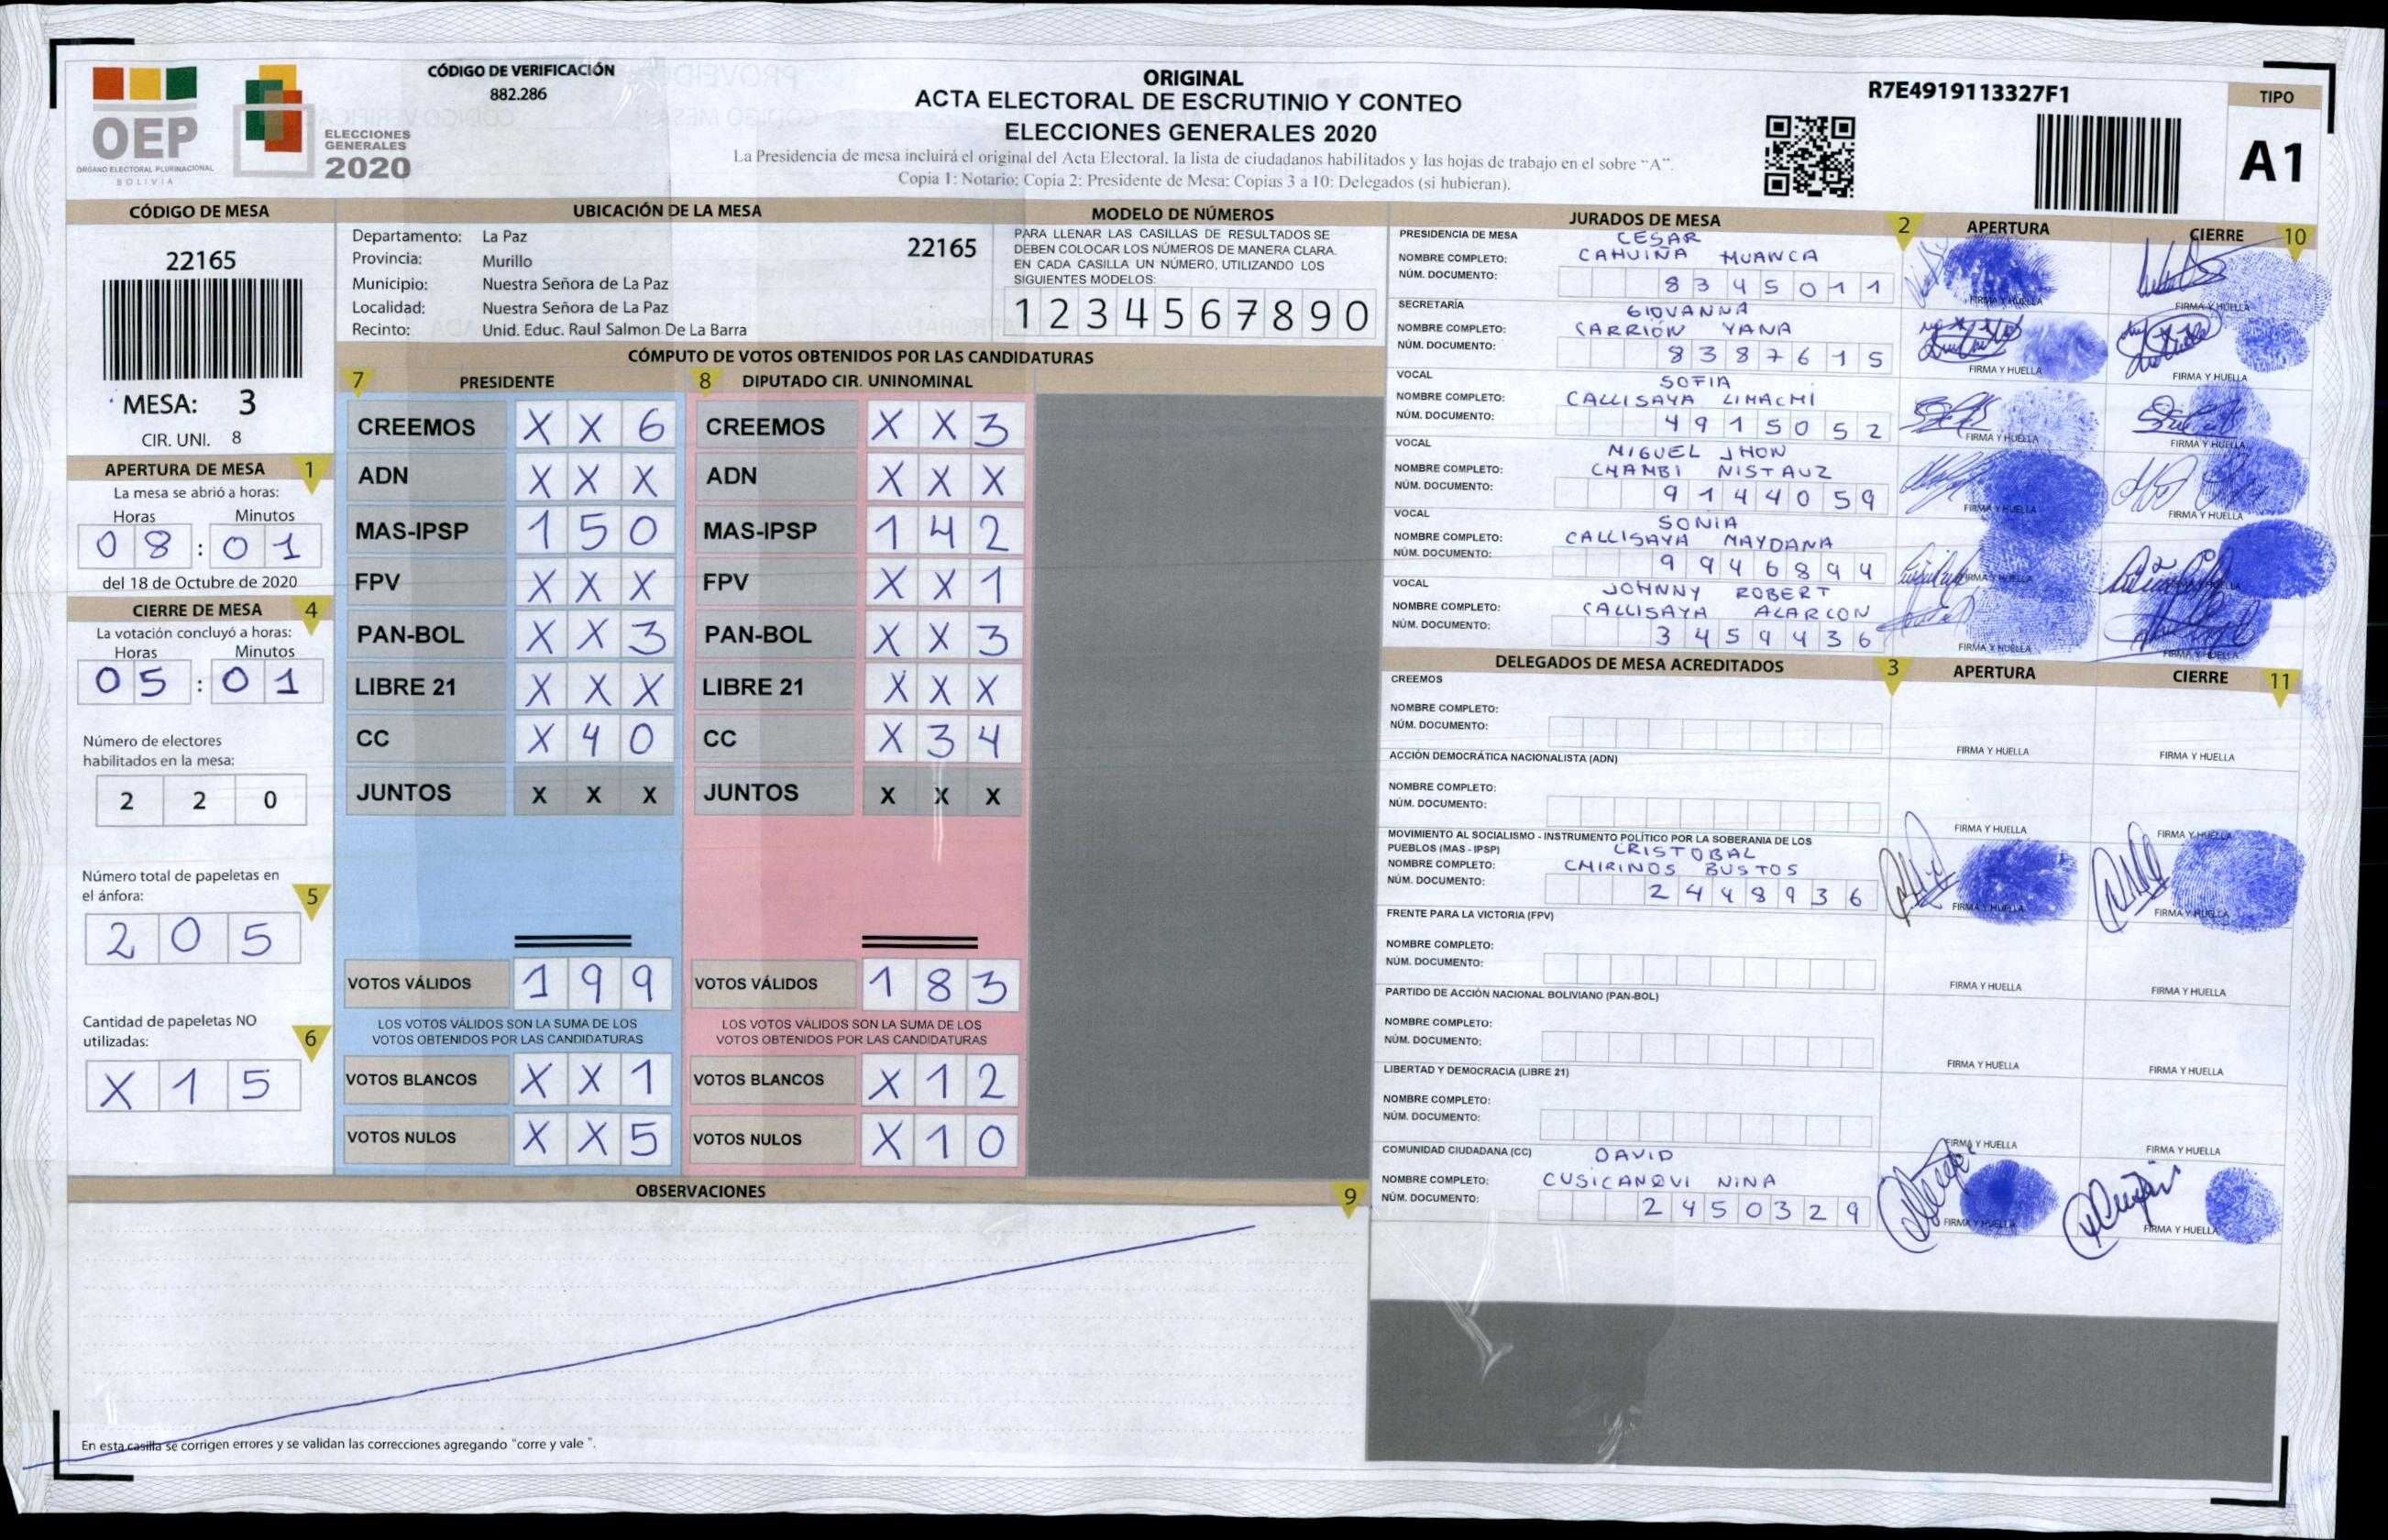 OEP
ÓRGANO ELECTORAL PLURINACIONAL
BOLIVIA
ELECCIONES
GENERALES
2020
CÓDIGO DE VERIFICACIÓN
882.286
ORIGINAL
ACTA ELECTORAL DE ESCRUTINIO Y CONTEO
ELECCIONES GENERALES 2020
La Presidencia de mesa incluirá el original del Acta Electoral, la lista de ciudadanos habilitados y las hojas de trabajo en el sobre "A".
Copia 1: Notario; Copia 2: Presidente de Mesa; Copias 3 a 10: Delegados (si hubieran).
R7E4919113327F1
TIPO
A1
CÓDIGO DE MESA
22165
MESA: 3
CIR. UNI. 8
APERTURA DE MESA 1
La mesa se abrió a horas:
Horas Minutos
0 8 : 0 1
del 18 de Octubre de 2020
CIERRE DE MESA 4
La votación concluyó a horas:
Horas Minutos
0 5 : 0 1
Número de electores
habilitados en la mesa:
2 2 0
Número total de papeletas en
el ánfora: 5
2 0 5
Cantidad de papeletas NO
utilizadas: 6
X 1 5
UBICACIÓN DE LA MESA
Departamento: La Paz
22165
Provincia: Murillo
Municipio: Nuestra Señora de La Paz
Localidad: Nuestra Señora de La Paz
Recinto: Unid. Educ. Raul Salmon De La Barra
MODELO DE NÚMEROS
PARA LLENAR LAS CASILLAS DE RESULTADOS SE
DEBEN COLOCAR LOS NÚMEROS DE MANERA CLARA.
EN CADA CASILLA UN NÚMERO, UTILIZANDO LOS
SIGUIENTES MODELOS:
1 2 3 4 5 6 7 8 9 0
CÓMPUTO DE VOTOS OBTENIDOS POR LAS CANDIDATURAS
7 PRESIDENTE 8 DIPUTADO CIR. UNINOMINAL
CREEMOS X X 6 CREEMOS X X 3
ADN X X X ADN X X X
MAS-IPSP 1 5 0 MAS-IPSP 1 4 2
FPV X X X FPV X X 1
PAN-BOL X X 3 PAN-BOL X X 3
LIBRE 21 X X X LIBRE 21 X X X
CC X 4 0 CC X 3 4
JUNTOS X X X JUNTOS X X X
VOTOS VÁLIDOS 1 9 9 VOTOS VÁLIDOS 1 8 3
LOS VOTOS VÁLIDOS SON LA SUMA DE LOS LOS VOTOS VÁLIDOS SON LA SUMA DE LOS
VOTOS OBTENIDOS POR LAS CANDIDATURAS VOTOS OBTENIDOS POR LAS CANDIDATURAS
VOTOS BLANCOS X X 1 VOTOS BLANCOS X 1 2
VOTOS NULOS X X 5 VOTOS NULOS X 1 0
OBSERVACIONES 9
En esta casilla se corrigen errores y se validan las correcciones agregando "corre y vale ".
JURADOS DE MESA 2 APERTURA CIERRE 10
PRESIDENCIA DE MESA CESAR
NOMBRE COMPLETO: CAHUIÑA HUANCA
NÚM. DOCUMENTO: 8 3 4 5 0 1 1
FIRMA Y HUELLA FIRMA Y HUELLA
SECRETARÍA GIOVANNA
NOMBRE COMPLETO: CARRIÓN YANA
NÚM. DOCUMENTO: 8 3 8 7 6 1 5
FIRMA Y HUELLA FIRMA Y HUELLA
VOCAL SOFIA
NOMBRE COMPLETO: CALLISAYA LIMACHI
NÚM. DOCUMENTO: 4 9 1 5 0 5 2
FIRMA Y HUELLA FIRMA Y HUELLA
VOCAL MIGUEL JHON
NOMBRE COMPLETO: CHAMBI NISTAUZ
NÚM. DOCUMENTO: 9 1 4 4 0 5 9
FIRMA Y HUELLA FIRMA Y HUELLA
VOCAL SONIA
NOMBRE COMPLETO: CALLISAYA MAYDANA
NÚM. DOCUMENTO: 9 9 4 6 8 9 4
FIRMA Y HUELLA FIRMA Y HUELLA
VOCAL JOHNNY ROBERT
NOMBRE COMPLETO: CALLISAYA ALARCON
NÚM. DOCUMENTO: 3 4 5 9 4 3 6
FIRMA Y HUELLA FIRMA Y HUELLA
DELEGADOS DE MESA ACREDITADOS 3 APERTURA CIERRE 11
CREEMOS
NOMBRE COMPLETO:
NÚM. DOCUMENTO:
FIRMA Y HUELLA FIRMA Y HUELLA
ACCIÓN DEMOCRÁTICA NACIONALISTA (ADN)
NOMBRE COMPLETO:
NÚM. DOCUMENTO:
FIRMA Y HUELLA FIRMA Y HUELLA
MOVIMIENTO AL SOCIALISMO - INSTRUMENTO POLÍTICO POR LA SOBERANIA DE LOS
PUEBLOS (MAS - IPSP) CRISTOBAL
NOMBRE COMPLETO: CHIRINOS BUSTOS
NÚM. DOCUMENTO: 2 4 4 8 9 3 6
FIRMA Y HUELLA FIRMA Y HUELLA
FRENTE PARA LA VICTORIA (FPV)
NOMBRE COMPLETO:
NÚM. DOCUMENTO:
FIRMA Y HUELLA FIRMA Y HUELLA
PARTIDO DE ACCIÓN NACIONAL BOLIVIANO (PAN-BOL)
NOMBRE COMPLETO:
NÚM. DOCUMENTO:
FIRMA Y HUELLA FIRMA Y HUELLA
LIBERTAD Y DEMOCRACIA (LIBRE 21)
NOMBRE COMPLETO:
NÚM. DOCUMENTO:
FIRMA Y HUELLA FIRMA Y HUELLA
COMUNIDAD CIUDADANA (CC) DAVID
NOMBRE COMPLETO: CUSICANQUI NINA
NÚM. DOCUMENTO: 2 4 5 0 3 2 9
FIRMA Y HUELLA FIRMA Y HUELLA